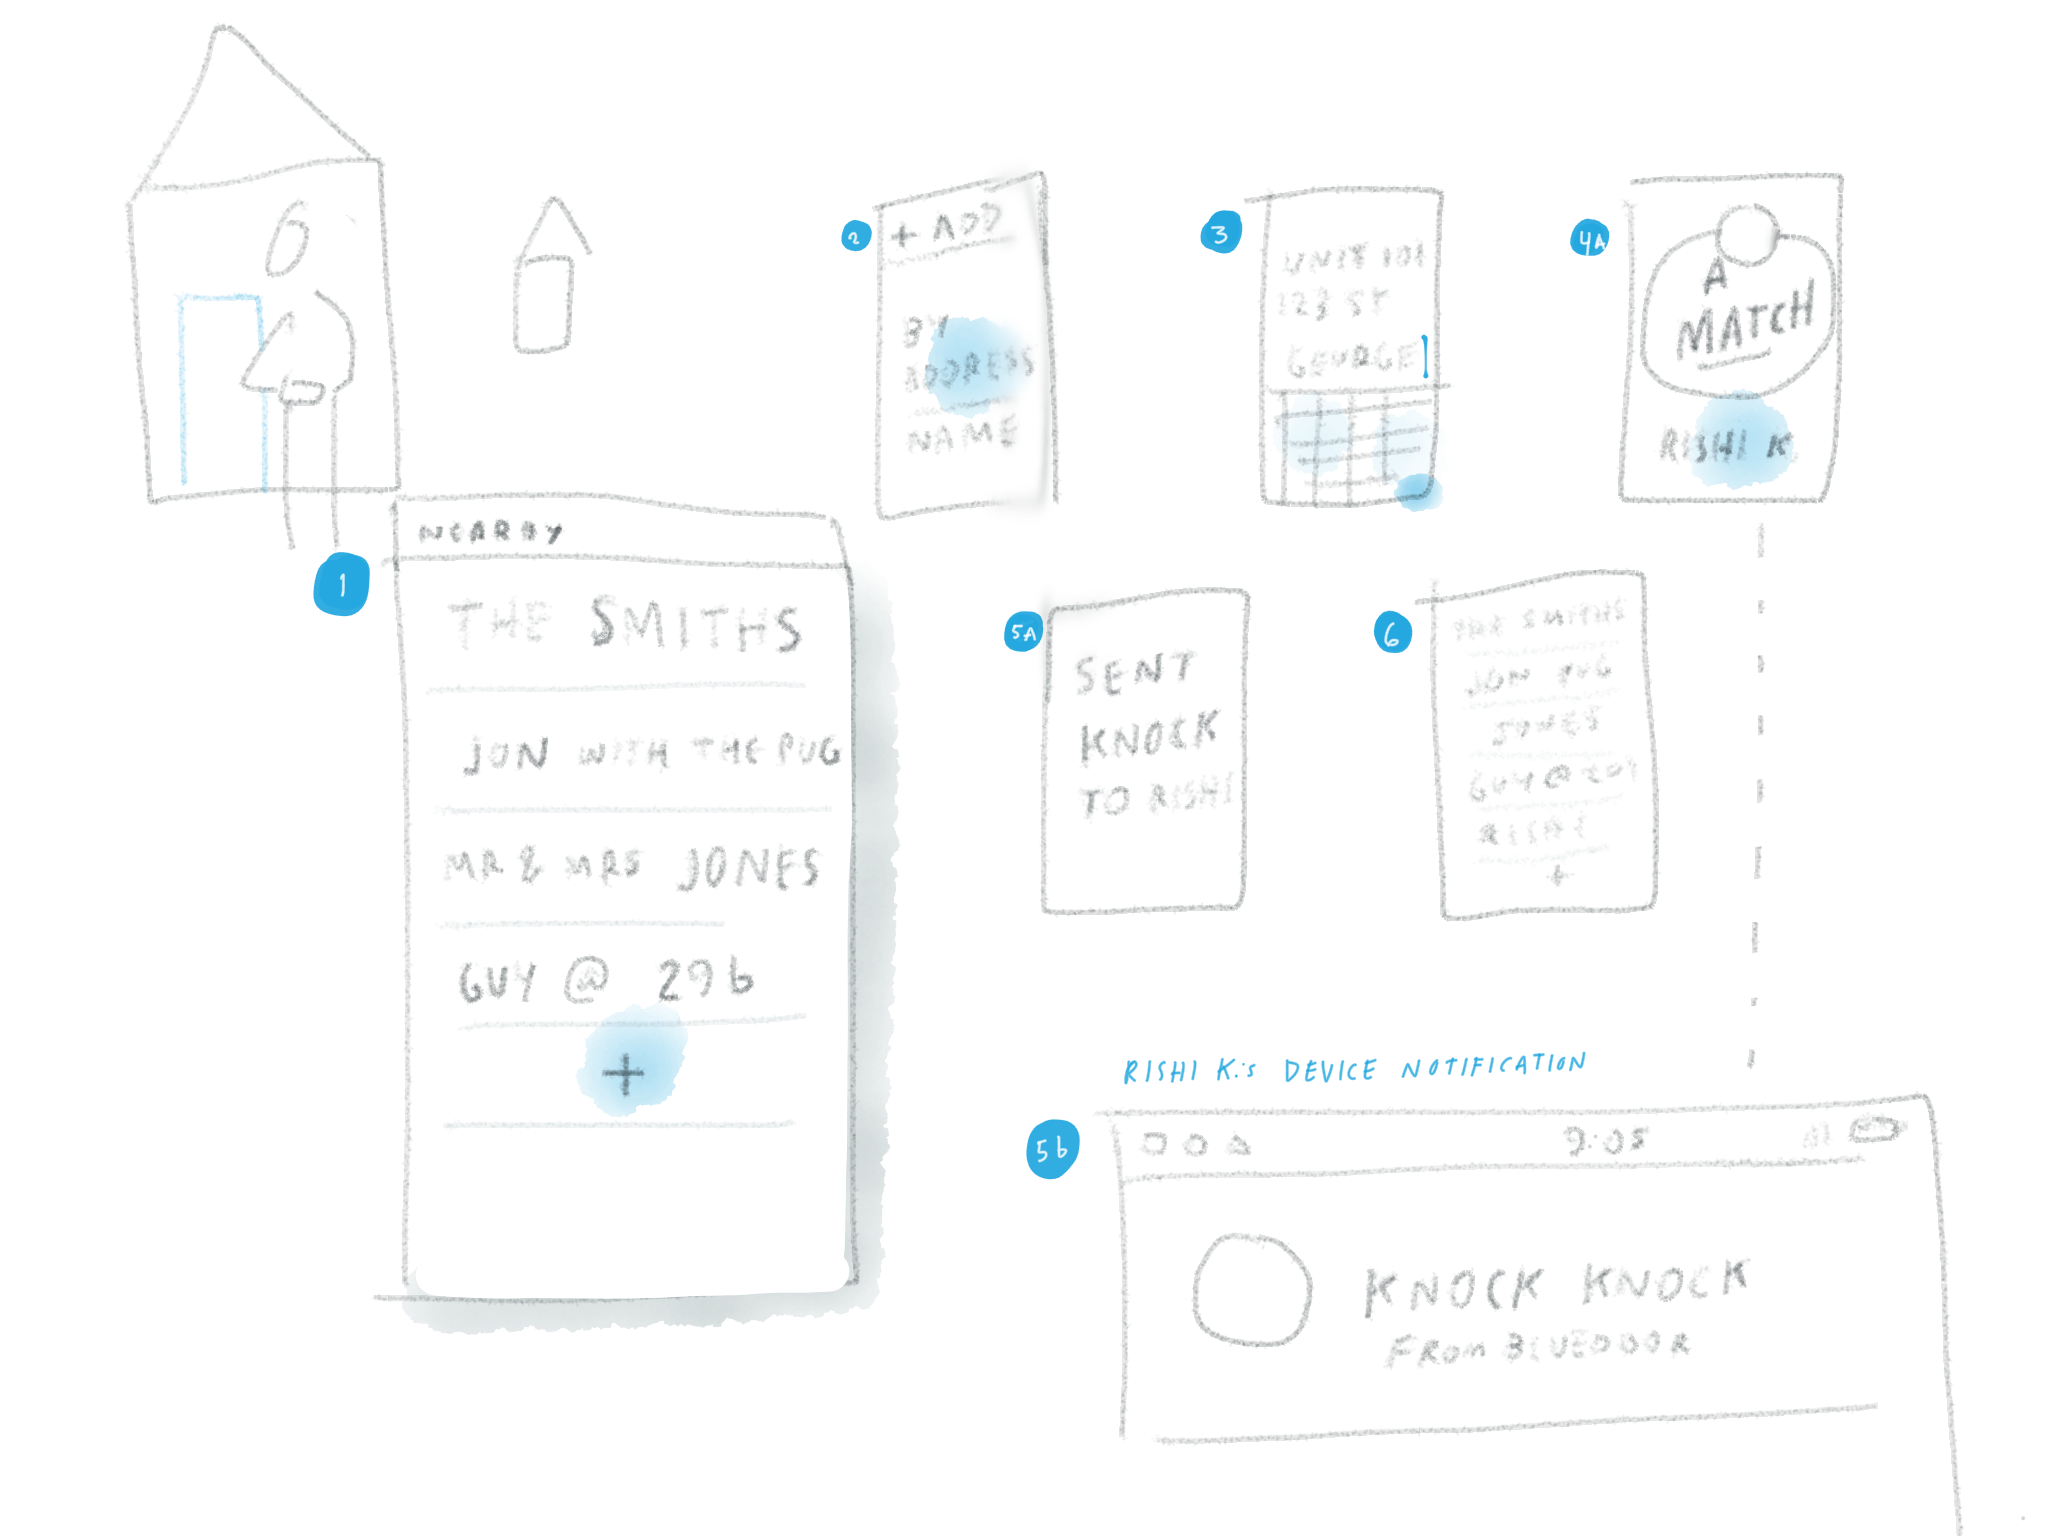 1
NEARBY
THE SMITHS
JON WITH THE PUG
MR & MRS JONES
GUY @ 29b
+
2
+ ADD
BY
ADDRESS
NAME
3
UNIT 101
123 ST
GEORGE
4A
A
MATCH
RISHI K
5A
SENT
KNOCK
TO RISHI
6
THE SMITHS
JON PUG
JONES
GUY @
RISHI
+
RISHI K.'s DEVICE NOTIFICATION
5b
9:05
KNOCK KNOCK
FROM BLUEDOOR